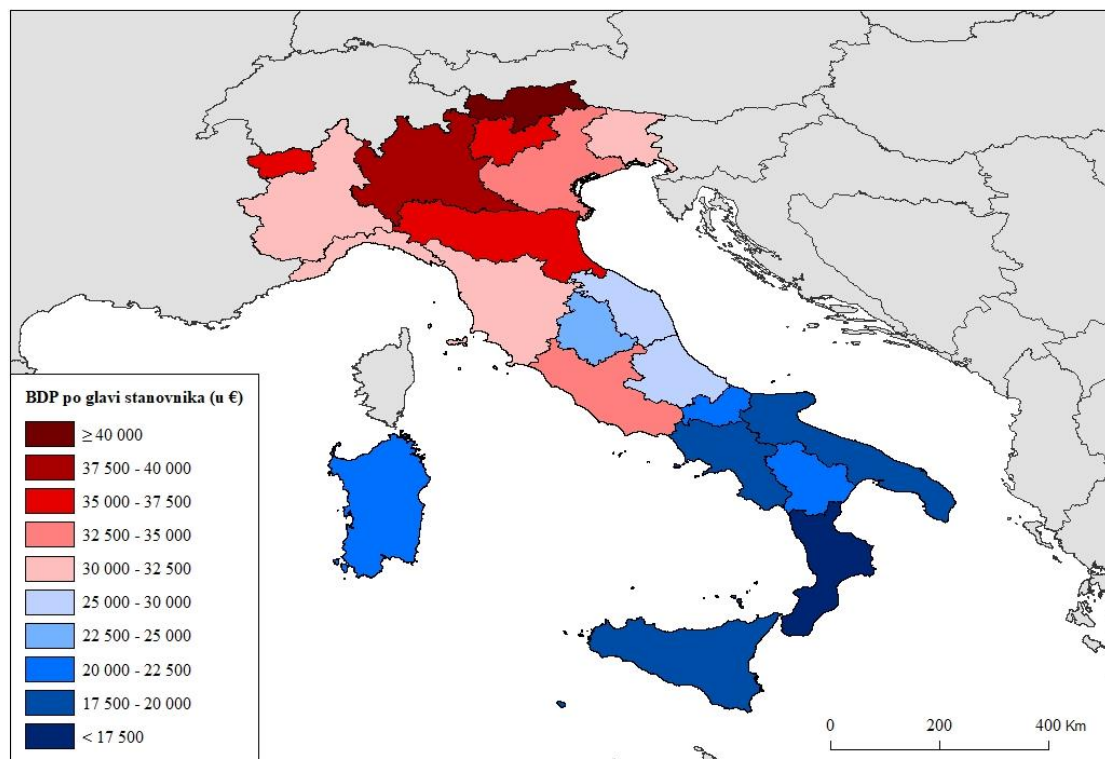 BDP po glavi stanovnika (u €)
≥ 40 000
37 500 - 40 000
35 000 - 37 500
32 500 - 35 000
30 000 - 32 500
25 000 - 30 000
22 500 - 25 000
20 000 - 22 500
17 500 - 20 000
< 17 500
0 200 400 Km